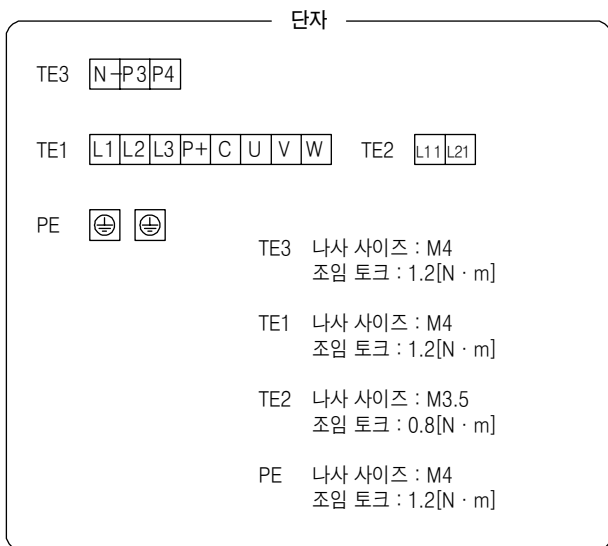 단자
TE3 N- P3 P4
TE1 L1 L2 L3 P+ C U V W TE2 L11 L21
PE
TE3 나사 사이즈 : M4
조임 토크 : 1.2[N · m]
TE1 나사 사이즈 : M4
조임 토크 : 1.2[N · m]
TE2 나사 사이즈 : M3.5
조임 토크 : 0.8[N · m]
PE 나사 사이즈 : M4
조임 토크 : 1.2[N · m]